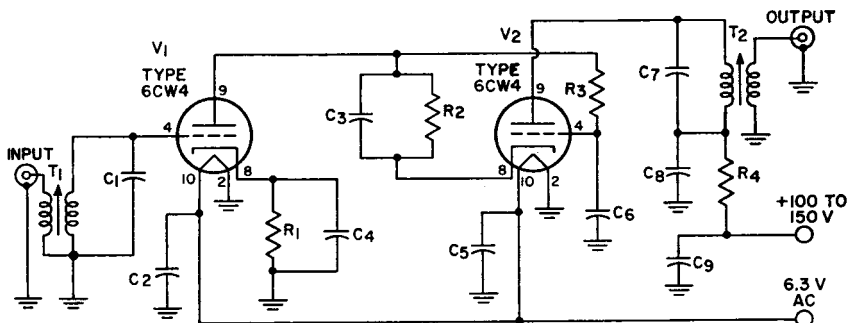 OUTPUT
V1
V2
T2
TYPE
6CW4
TYPE
6CW4
9
9
C7
R3
C3
R2
4
4
INPUT
T1
C1
8
8
10
2
10
2
C8
R4
C6
+100 TO
150 V
R1
C4
C2
C5
C9
6.3 V
AC